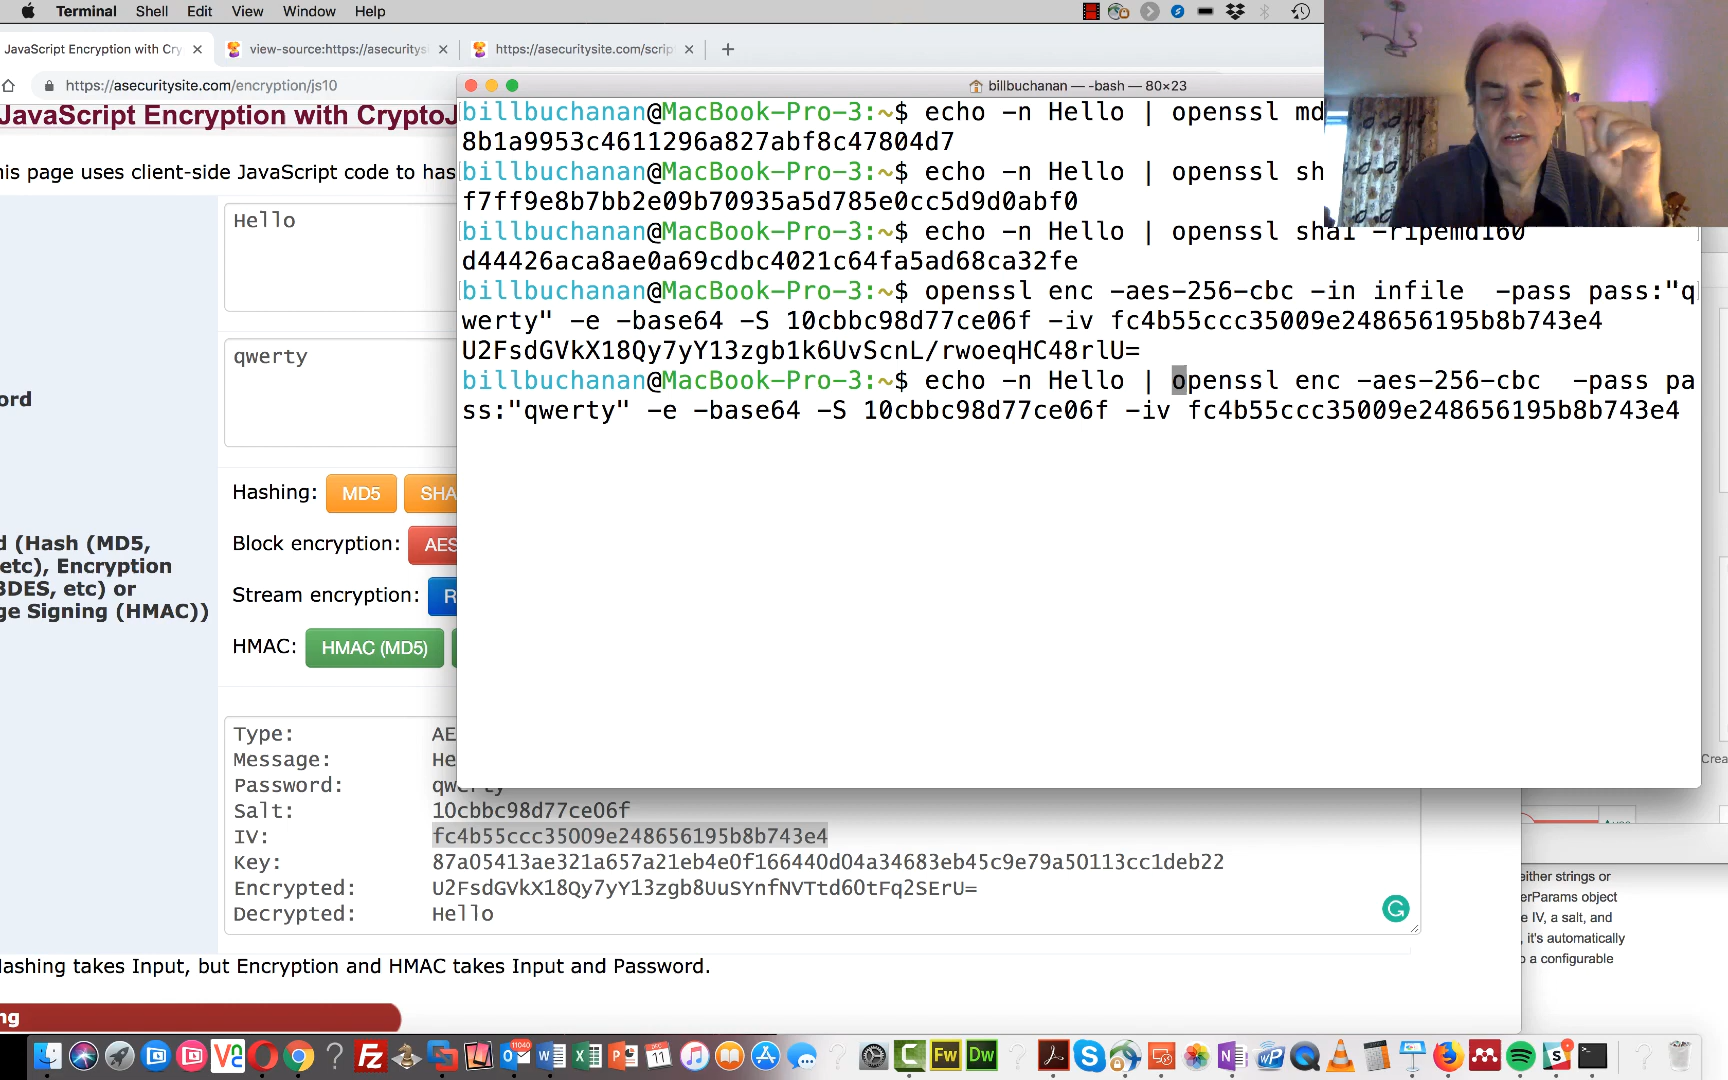 Terminal Shell Edit View Window Help
JavaScript Encryption with Cry
view-source:https://asecuritys
https://asecuritysite.com/scrip
https://asecuritysite.com/encryption/js10
billbuchanan — -bash — 80×23
JavaScript Encryption with CryptoJ
his page uses client-side JavaScript code to has
Hello
qwerty
ord
Hashing: MD5 SHA
Block encryption: AES
Stream encryption: R
HMAC: HMAC (MD5)
d (Hash (MD5,
etc), Encryption
3DES, etc) or
ge Signing (HMAC))
billbuchanan@MacBook-Pro-3:~$ echo -n Hello | openssl md
8b1a9953c4611296a827abf8c47804d7
billbuchanan@MacBook-Pro-3:~$ echo -n Hello | openssl sh
f7ff9e8b7bb2e09b70935a5d785e0cc5d9d0abf0
billbuchanan@MacBook-Pro-3:~$ echo -n Hello | openssl sha1 -ripemd160
d44426aca8ae0a69cdbc4021c64fa5ad68ca32fe
billbuchanan@MacBook-Pro-3:~$ openssl enc -aes-256-cbc -in infile  -pass pass:"q
werty" -e -base64 -S 10cbbc98d77ce06f -iv fc4b55ccc35009e248656195b8b743e4
U2FsdGVkX18Qy7yY13zgb1k6UvScnL/rwoeqHC48rlU=
billbuchanan@MacBook-Pro-3:~$ echo -n Hello | openssl enc -aes-256-cbc  -pass pa
ss:"qwerty" -e -base64 -S 10cbbc98d77ce06f -iv fc4b55ccc35009e248656195b8b743e4
Type: AE
Message: He
Password: qwerty
Salt: 10cbbc98d77ce06f
IV: fc4b55ccc35009e248656195b8b743e4
Key: 87a05413ae321a657a21eb4e0f166440d04a34683eb45c9e79a50113cc1deb22
Encrypted: U2FsdGVkX18Qy7yY13zgb8UuSYnfNVTtd6OtFq2SErU=
Decrypted: Hello
Crea
either strings or
erParams object
e IV, a salt, and
, it's automatically
o a configurable
Hashing takes Input, but Encryption and HMAC takes Input and Password.
ng